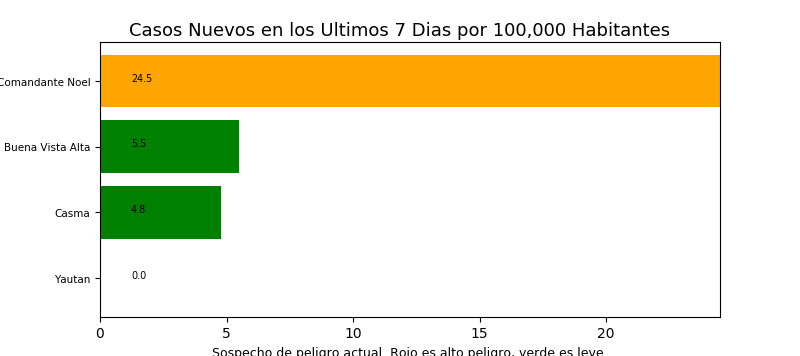 Casos Nuevos en los Ultimos 7 Dias por 100,000 Habitantes
Comandante Noel
24.5
Buena Vista Alta
5.5
Casma
4.8
Yautan
0.0
0 5 10 15 20
Sospecho de peligro actual. Rojo es alto peligro, verde es leve